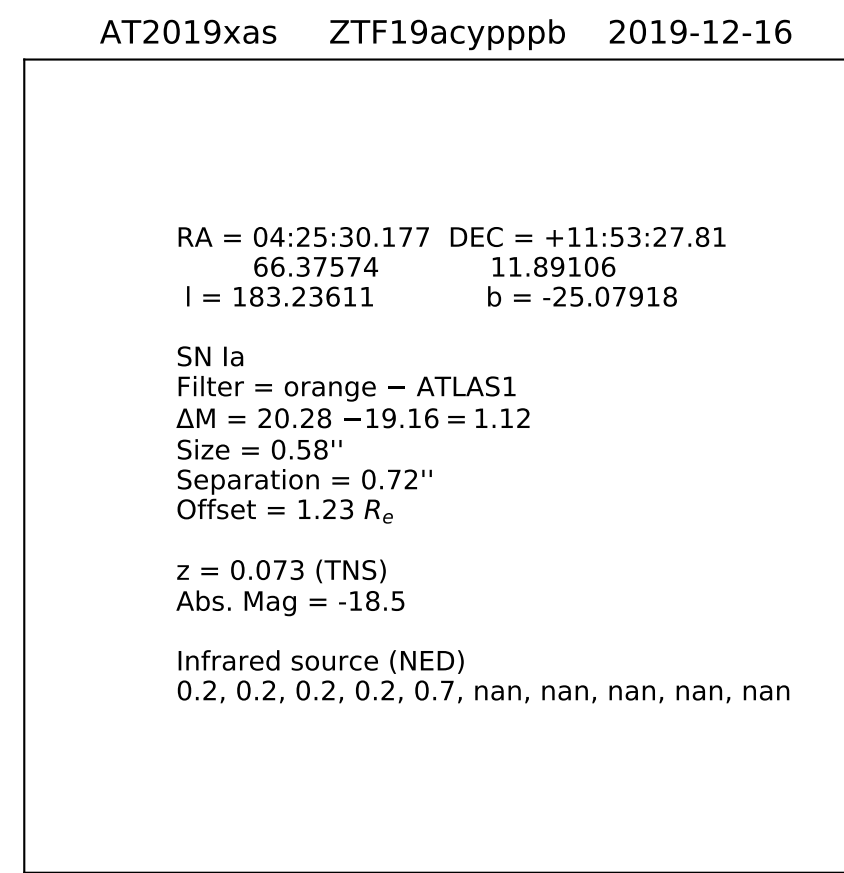 AT2019xas ZTF19acypppb 2019-12-16
RA = 04:25:30.177 DEC = +11:53:27.81
66.37574 11.89106
l = 183.23611 b = -25.07918
SN Ia
Filter = orange − ATLAS1
ΔM = 20.28 −19.16 = 1.12
Size = 0.58''
Separation = 0.72''
Offset = 1.23 Rₑ
z = 0.073 (TNS)
Abs. Mag = -18.5
Infrared source (NED)
0.2, 0.2, 0.2, 0.2, 0.7, nan, nan, nan, nan, nan